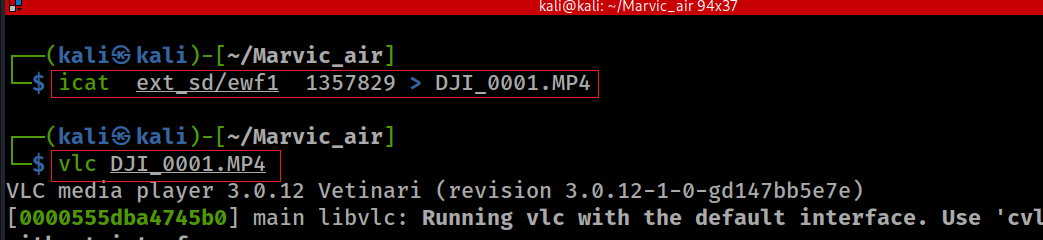 kali@kali: ~/Marvic_air 94x37
┌──(kali㉿kali)-[~/Marvic_air]
└─$ icat  ext_sd/ewf1  1357829 > DJI_0001.MP4
┌──(kali㉿kali)-[~/Marvic_air]
└─$ vlc DJI_0001.MP4
VLC media player 3.0.12 Vetinari (revision 3.0.12-1-0-gd147bb5e7e)
[0000555dba4745b0] main libvlc: Running vlc with the default interface. Use 'cvl